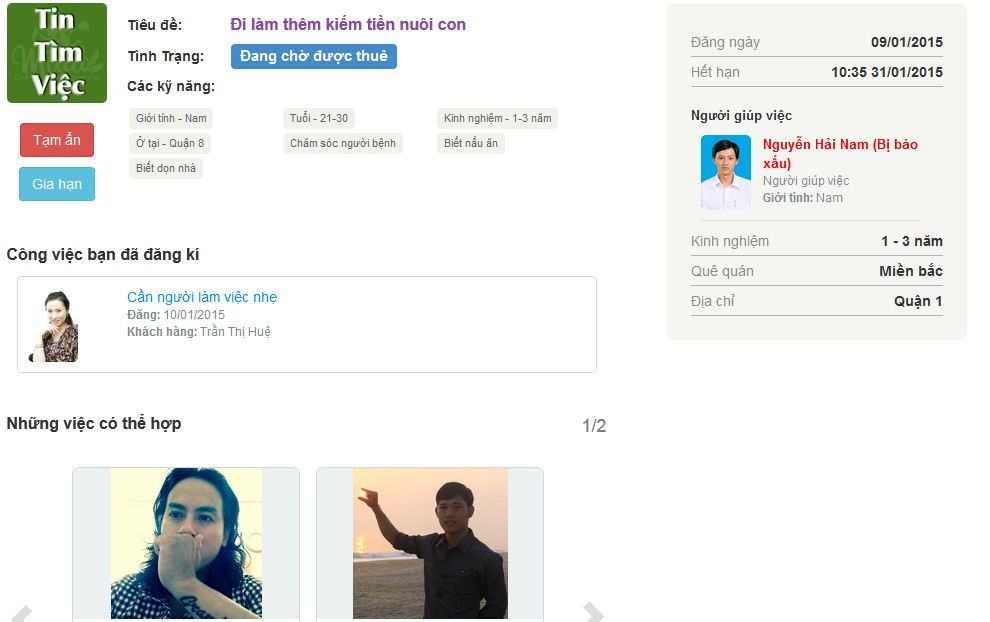 Tin
Tìm
Việc
Tiêu đề: Đi làm thêm kiếm tiền nuôi con
Tình Trạng: Đang chờ được thuê
Các kỹ năng:
Giới tính - Nam Tuổi - 21-30 Kinh nghiệm - 1-3 năm
Ở tại - Quận 8 Chăm sóc người bệnh Biết nấu ăn
Biết dọn nhà
Tạm ẩn
Gia hạn
Công việc bạn đã đăng kí
Cần người làm việc nhẹ
Đăng: 10/01/2015
Khách hàng: Trần Thị Huệ
Những việc có thể hợp 1/2
Đăng ngày 09/01/2015
Hết hạn 10:35 31/01/2015
Người giúp việc
Nguyễn Hải Nam (Bị báo
xấu)
Người giúp việc
Giới tính: Nam
Kinh nghiệm 1 - 3 năm
Quê quán Miền bắc
Địa chỉ Quận 1